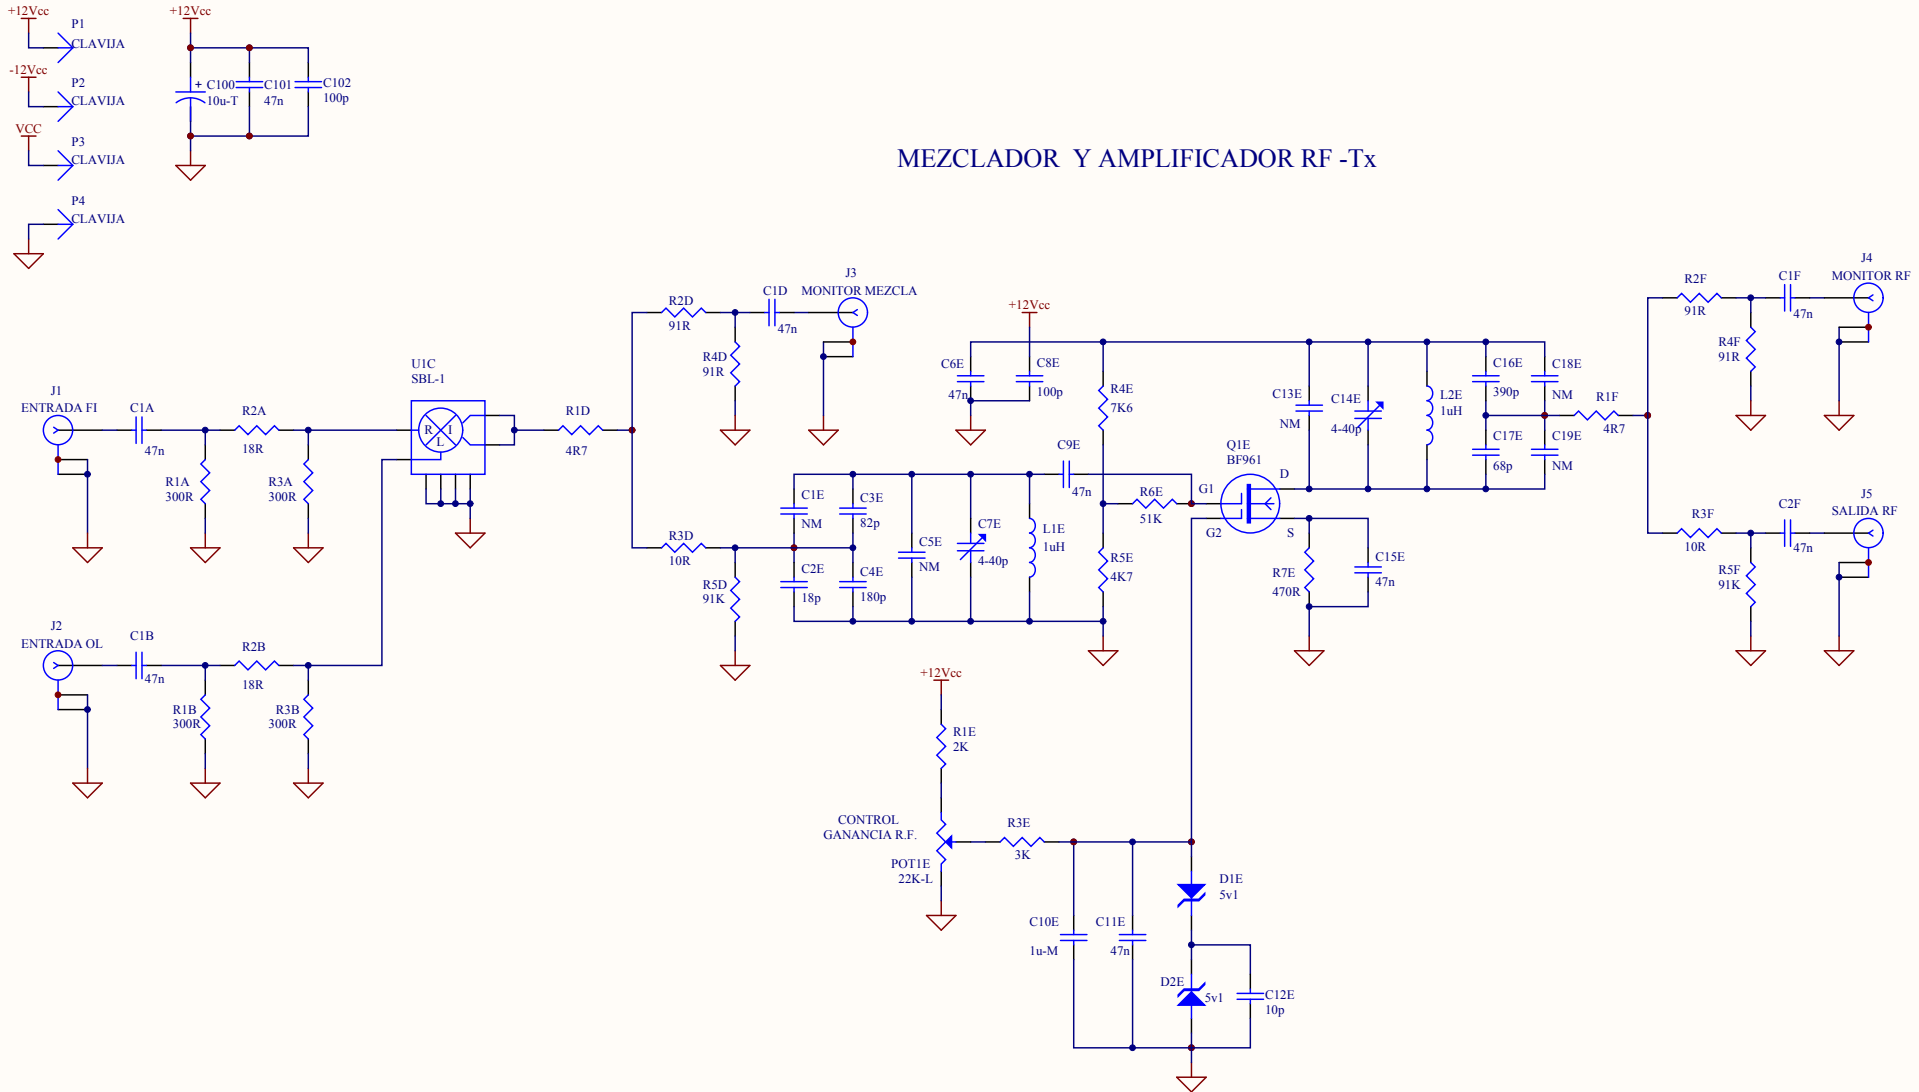 +12Vcc
P1
CLAVIJA
-12Vcc
P2
CLAVIJA
VCC
P3
CLAVIJA
P4
CLAVIJA
+12Vcc
+ C100
10u-T
C101
47n
C102
100p
MEZCLADOR Y AMPLIFICADOR RF -Tx
J1
ENTRADA FI
C1A
47n
R1A
300R
R2A
18R
R3A
300R
J2
ENTRADA OL
C1B
47n
R1B
300R
R2B
18R
R3B
300R
U1C
SBL-1
R
I
L
R1D
4R7
R2D
91R
R4D
91R
C1D
47n
J3
MONITOR MEZCLA
R3D
10R
R5D
91K
C1E
NM
C2E
18p
C3E
82p
C4E
180p
C5E
NM
C7E
4-40p
L1E
1uH
C6E
47n
+12Vcc
C8E
100p
C9E
47n
R4E
7K6
R5E
4K7
R6E
51K
Q1E
BF961
G1
G2
D
S
R7E
470R
C15E
47n
C13E
NM
C14E
4-40p
L2E
1uH
C16E
390p
C17E
68p
C18E
NM
C19E
NM
R1F
4R7
R2F
91R
R4F
91R
C1F
47n
J4
MONITOR RF
R3F
10R
R5F
91K
C2F
47n
J5
SALIDA RF
+12Vcc
R1E
2K
CONTROL
GANANCIA R.F.
POT1E
22K-L
R3E
3K
C10E
1u-M
C11E
47n
D1E
5v1
D2E
5v1
C12E
10p